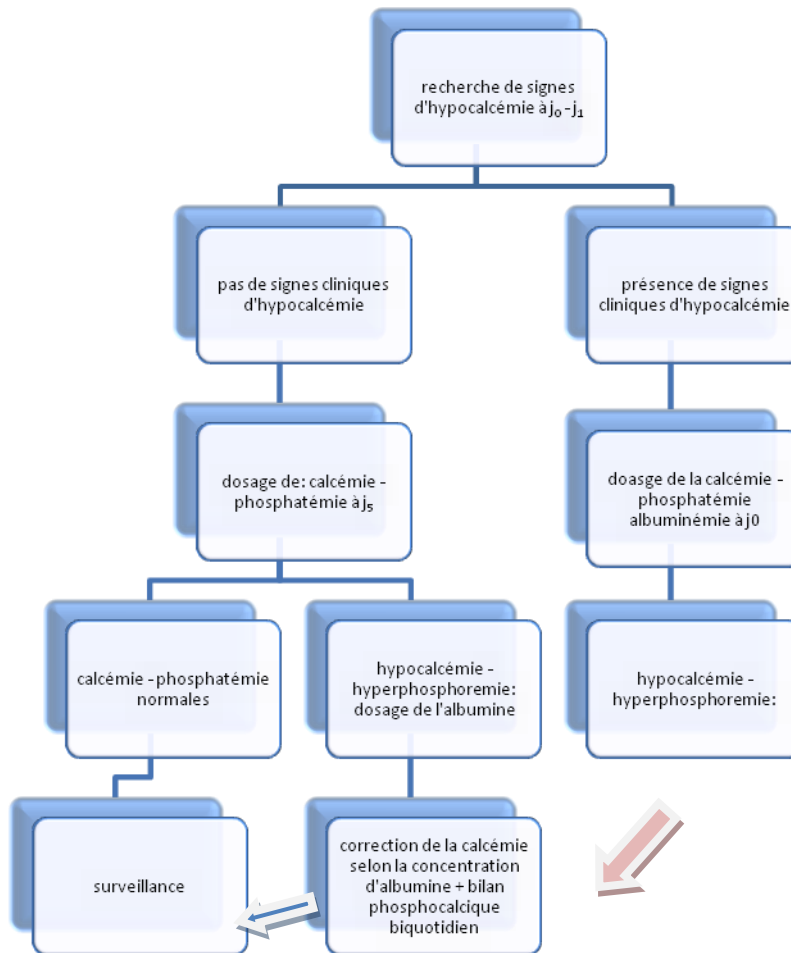 recherche de signes
d'hypocalcémie à j₀ -j₁
pas de signes cliniques
d'hypocalcémie
présence de signes
cliniques d'hypocalcémie
dosage de: calcémie -
phosphatémie à j₅
doasge de la calcémie -
phosphatémie
albuminémie à j0
calcémie -phosphatémie
normales
hypocalcémie -
hyperphosphoremie:
dosage de l'albumine
hypocalcémie -
hyperphosphoremie:
surveillance
correction de la calcémie
selon la concentration
d'albumine + bilan
phosphocalcique
biquotidien